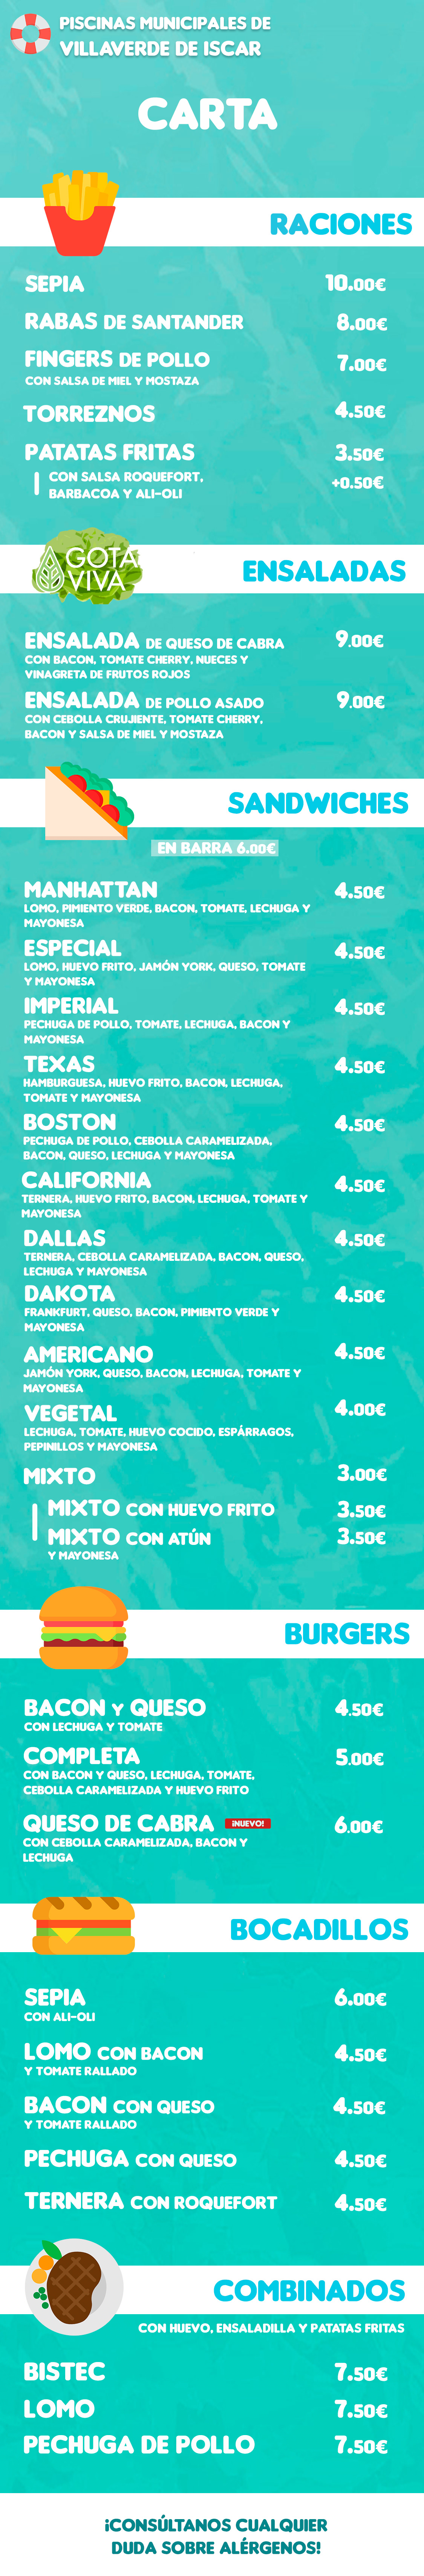 PISCINAS MUNICIPALES DE
VILLAVERDE DE ISCAR
CARTA
RACIONES
SEPIA 10.00€
RABAS DE SANTANDER 8.00€
FINGERS DE POLLO 7.00€
CON SALSA DE MIEL Y MOSTAZA
TORREZNOS 4.50€
PATATAS FRITAS 3.50€
CON SALSA ROQUEFORT, +0.50€
BARBACOA Y ALI-OLI
GOTA
VIVA
ENSALADAS
ENSALADA DE QUESO DE CABRA 9.00€
CON BACON, TOMATE CHERRY, NUECES Y
VINAGRETA DE FRUTOS ROJOS
ENSALADA DE POLLO ASADO 9.00€
CON CEBOLLA CRUJIENTE, TOMATE CHERRY,
BACON Y SALSA DE MIEL Y MOSTAZA
SANDWICHES
EN BARRA 6.00€
MANHATTAN 4.50€
LOMO, PIMIENTO VERDE, BACON, TOMATE, LECHUGA Y
MAYONESA
ESPECIAL 4.50€
LOMO, HUEVO FRITO, JAMÓN YORK, QUESO, TOMATE
Y MAYONESA
IMPERIAL 4.50€
PECHUGA DE POLLO, TOMATE, LECHUGA, BACON Y
MAYONESA
TEXAS 4.50€
HAMBURGUESA, HUEVO FRITO, BACON, LECHUGA,
TOMATE Y MAYONESA
BOSTON 4.50€
PECHUGA DE POLLO, CEBOLLA CARAMELIZADA,
BACON, QUESO, LECHUGA Y MAYONESA
CALIFORNIA 4.50€
TERNERA, HUEVO FRITO, BACON, LECHUGA, TOMATE Y
MAYONESA
DALLAS 4.50€
TERNERA, CEBOLLA CARAMELIZADA, BACON, QUESO,
LECHUGA Y MAYONESA
DAKOTA 4.50€
FRANKFURT, QUESO, BACON, PIMIENTO VERDE Y
MAYONESA
AMERICANO 4.50€
JAMÓN YORK, QUESO, BACON, LECHUGA, TOMATE Y
MAYONESA
VEGETAL 4.00€
LECHUGA, TOMATE, HUEVO COCIDO, ESPÁRRAGOS,
PEPINILLOS Y MAYONESA
MIXTO 3.00€
MIXTO CON HUEVO FRITO 3.50€
MIXTO CON ATÚN 3.50€
Y MAYONESA
BURGERS
BACON Y QUESO 4.50€
CON LECHUGA Y TOMATE
COMPLETA 5.00€
CON BACON Y QUESO, LECHUGA, TOMATE,
CEBOLLA CARAMELIZADA Y HUEVO FRITO
QUESO DE CABRA ¡NUEVO! 6.00€
CON CEBOLLA CARAMELIZADA, BACON Y
LECHUGA
BOCADILLOS
SEPIA 6.00€
CON ALI-OLI
LOMO CON BACON 4.50€
Y TOMATE RALLADO
BACON CON QUESO 4.50€
Y TOMATE RALLADO
PECHUGA CON QUESO 4.50€
TERNERA CON ROQUEFORT 4.50€
COMBINADOS
CON HUEVO, ENSALADILLA Y PATATAS FRITAS
BISTEC 7.50€
LOMO 7.50€
PECHUGA DE POLLO 7.50€
¡CONSÚLTANOS CUALQUIER
DUDA SOBRE ALÉRGENOS!